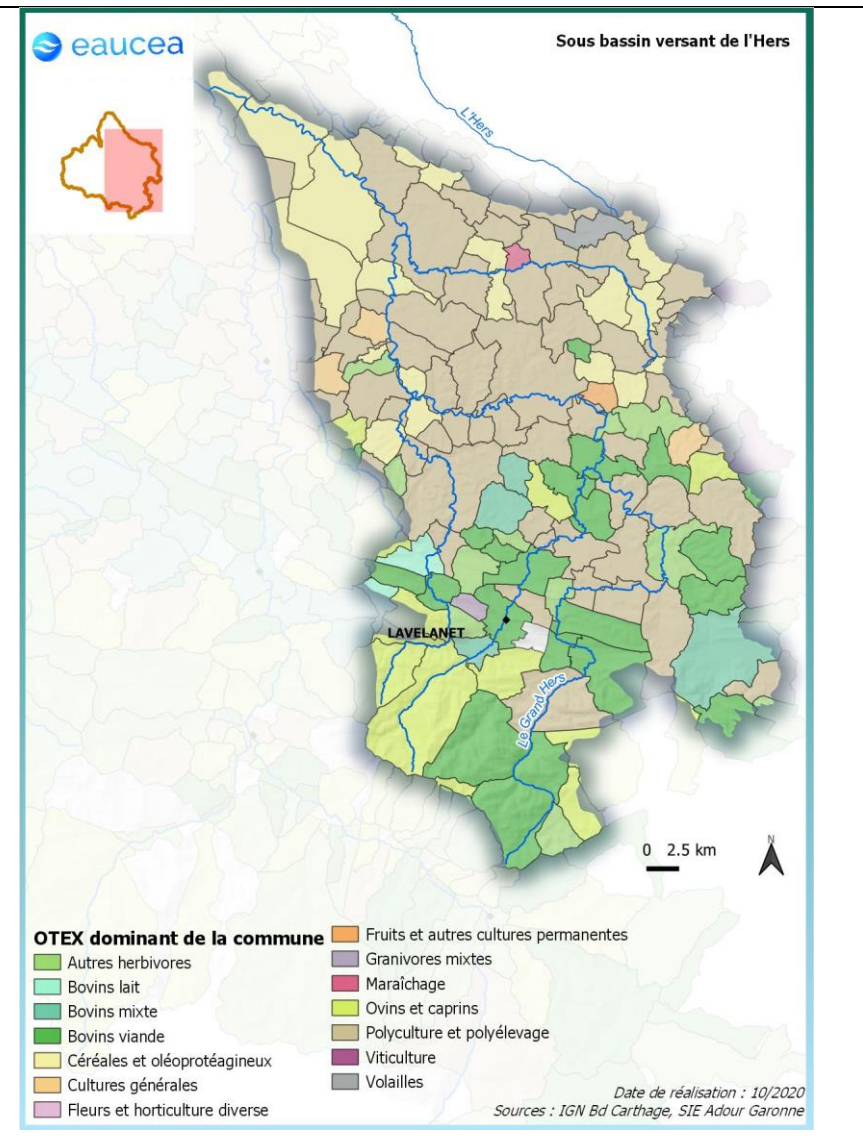 eaucea
Sous bassin versant de l'Hers
L'Hers
LAVELANET
Le Grand Hers
0 2.5 km
N
OTEX dominant de la commune
Autres herbivores
Bovins lait
Bovins mixte
Bovins viande
Céréales et oléoprotéagineux
Cultures générales
Fleurs et horticulture diverse
Fruits et autres cultures permanentes
Granivores mixtes
Maraîchage
Ovins et caprins
Polyculture et polyélevage
Viticulture
Volailles
Date de réalisation : 10/2020
Sources : IGN Bd Carthage, SIE Adour Garonne